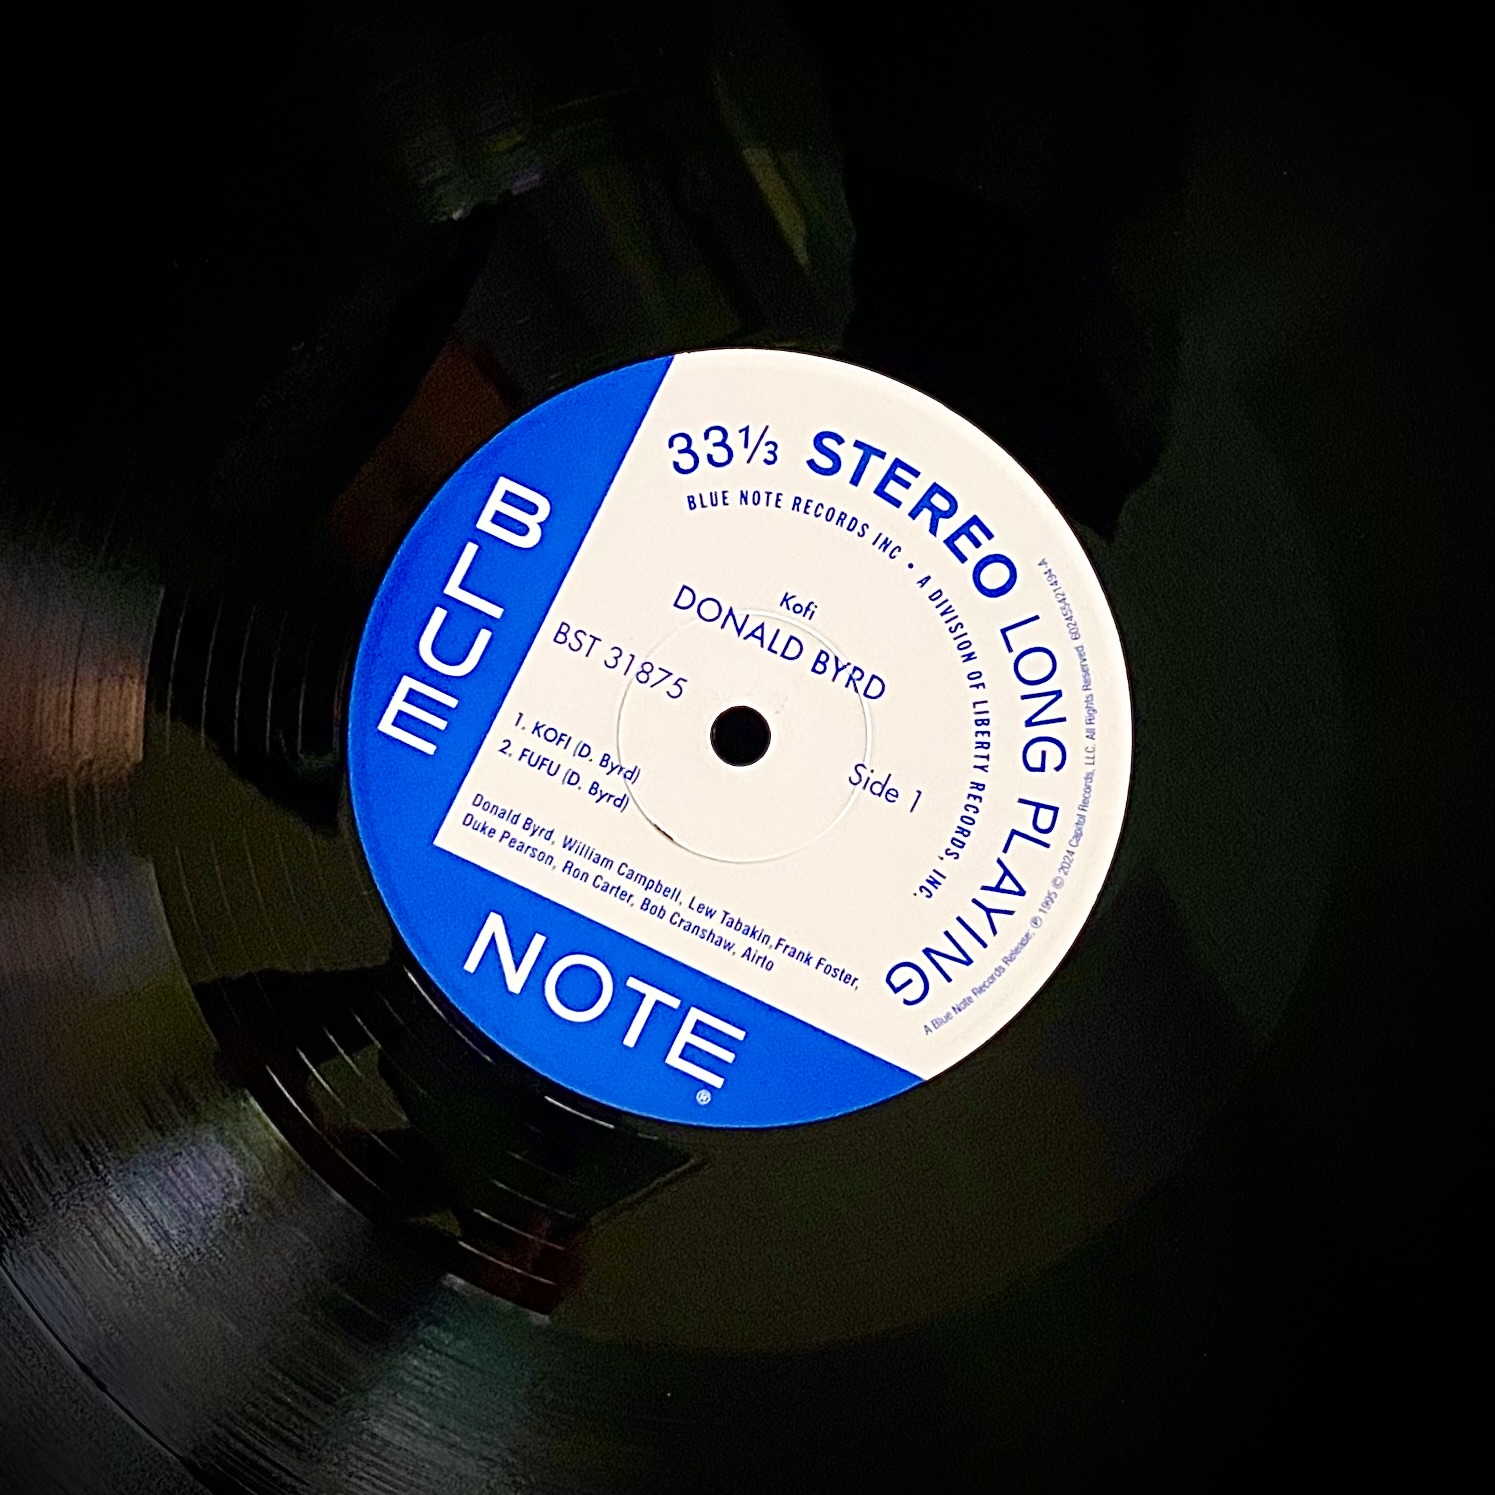 33⅓ STEREO LONG PLAYING
BLUE NOTE RECORDS INC • A DIVISION OF LIBERTY RECORDS, INC.
A Blue Note Records Release; ℗ 1995 © 2024 Capitol Records, LLC. All Rights Reserved. 602455421494-A
Kofi
DONALD BYRD
BST 31875
Side 1
1. KOFI (D. Byrd)
2. FUFU (D. Byrd)
Donald Byrd, William Campbell, Lew Tabakin, Frank Foster,
Duke Pearson, Ron Carter, Bob Cranshaw, Airto
BLUE
NOTE®